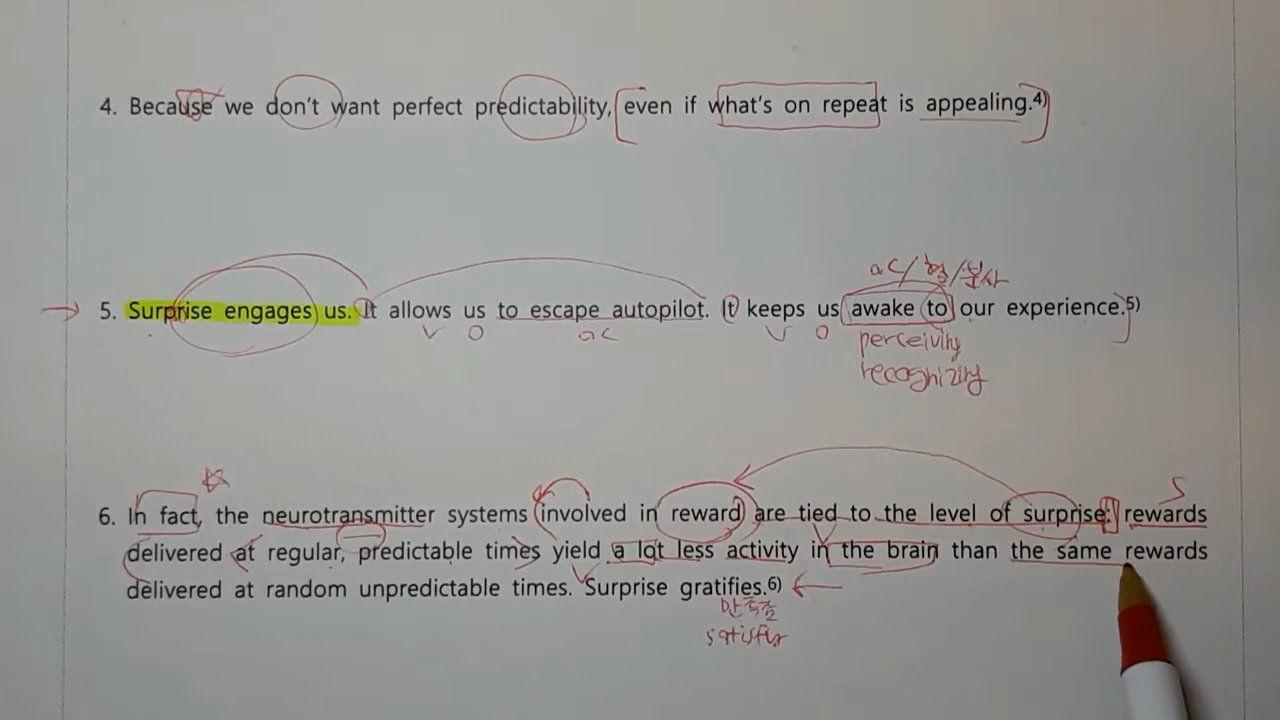 4. Because we don't want perfect predictability, even if what's on repeat is appealing.4)
ac/형/분사
5. Surprise engages us. It allows us to escape autopilot. It keeps us awake to our experience.5)
V O ac V O
perceiving
recognizing
S
6. In fact, the neurotransmitter systems involved in reward are tied to the level of surprise: rewards
delivered at regular, predictable times yield a lot less activity in the brain than the same rewards
delivered at random unpredictable times. Surprise gratifies.6)
만족줌
satisfy